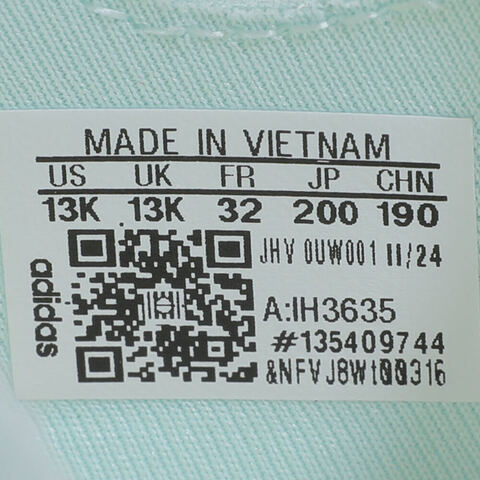 MADE IN VIETNAM
US UK FR JP CHN
13K 13K 32 200 190
adidas
JHV 0UW001 11/24
A:IH3635
#135409744